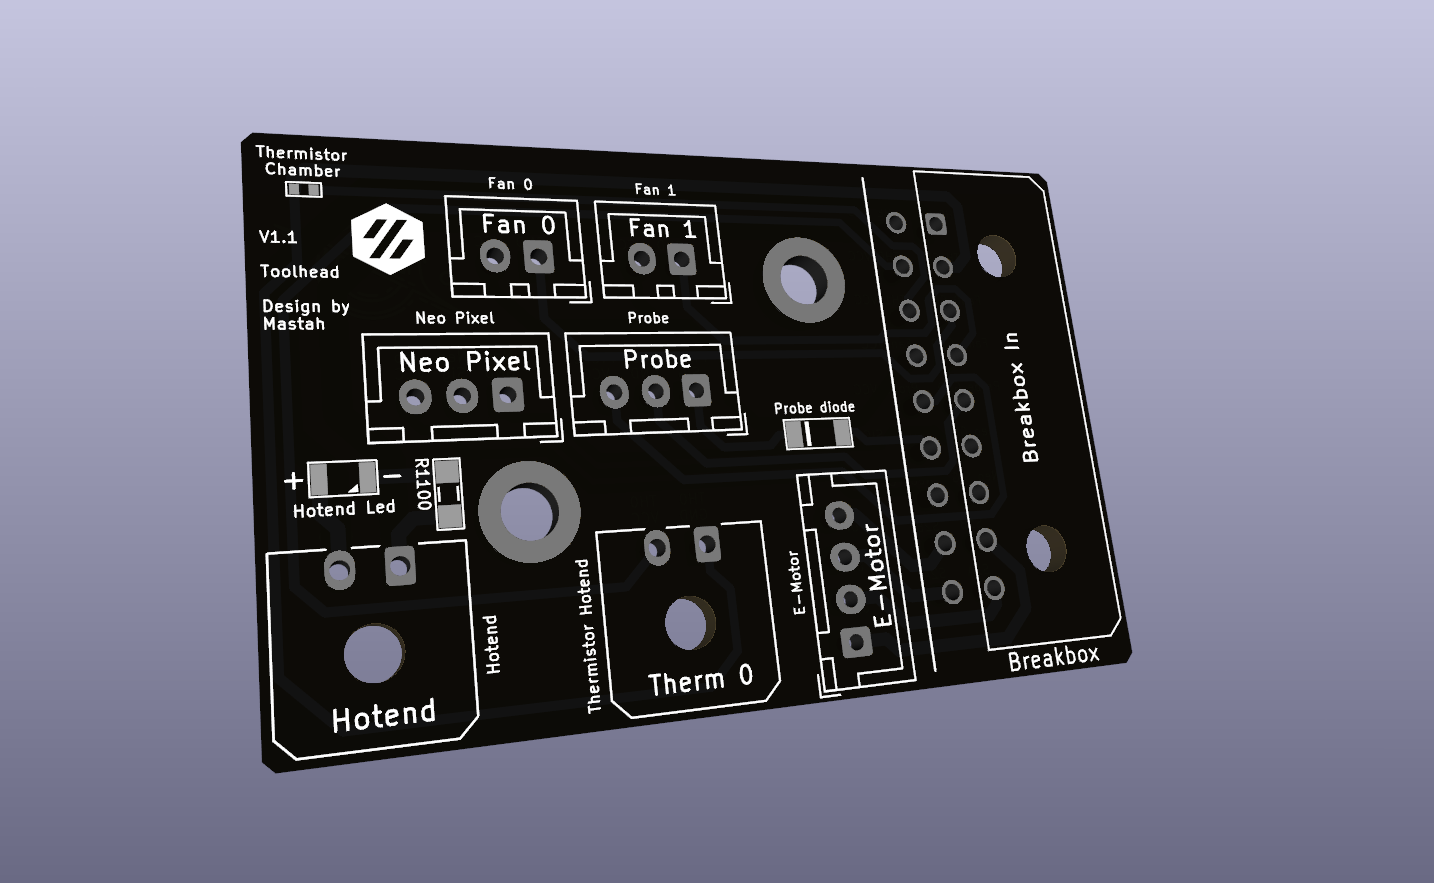 Thermistor
Chamber
V1.1
Toolhead
Design by
Mastah
Fan 0
Fan 0
Fan 1
Fan 1
Neo Pixel
Neo Pixel
Probe
Probe
Probe diode
Breakbox In
+
-
Hotend Led
R1100
Hotend
Hotend
Thermistor Hotend
Therm 0
E-Motor
E-Motor
Breakbox